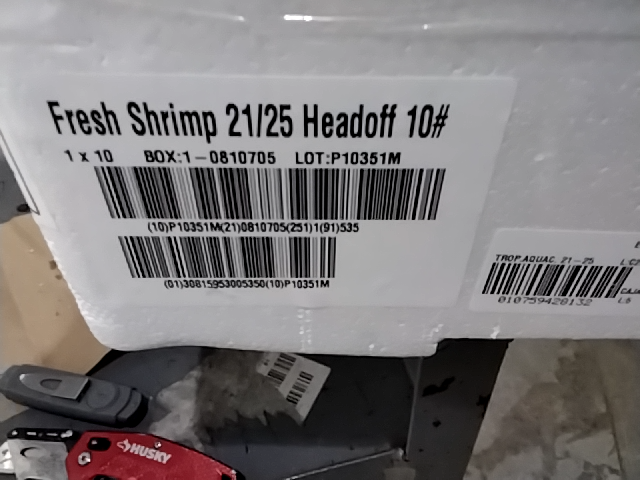 Fresh Shrimp 21/25 Headoff 10#
1 x 10 BOX:1-0810705 LOT:P10351M
(10)P10351M(21)0810705(251)1(91)535
(01)30815953005350(10)P10351M
TROP.AQUAC. 21-25
010759428132
HUSKY